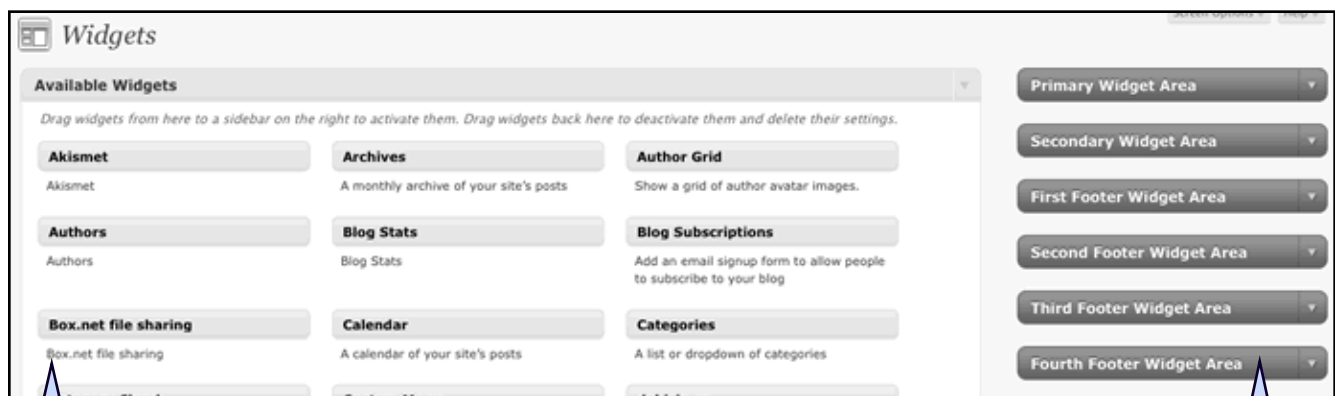 Screen Options Help
Widgets
Available Widgets
Drag widgets from here to a sidebar on the right to activate them. Drag widgets back here to deactivate them and delete their settings.
Akismet Archives Author Grid
Akismet A monthly archive of your site's posts Show a grid of author avatar images.
Authors Blog Stats Blog Subscriptions
Authors Blog Stats Add an email signup form to allow people
to subscribe to your blog
Box.net file sharing Calendar Categories
Box.net file sharing A calendar of your site's posts A list or dropdown of categories
Primary Widget Area
Secondary Widget Area
First Footer Widget Area
Second Footer Widget Area
Third Footer Widget Area
Fourth Footer Widget Area